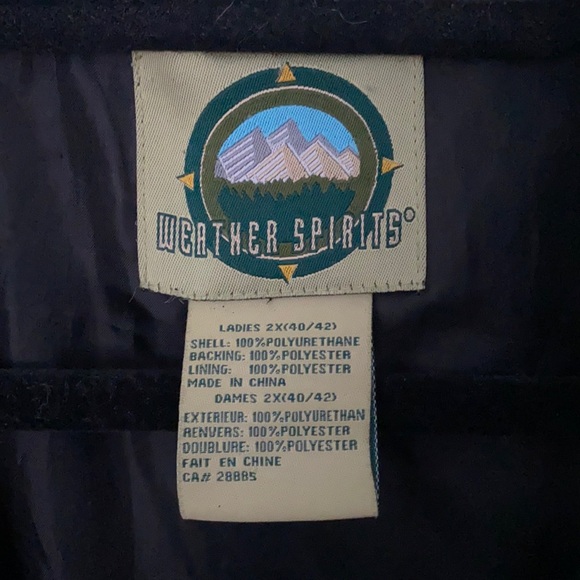 WEATHER SPIRITS
LADIES 2X(40/42)
SHELL: 100%POLYURETHANE
BACKING: 100%POLYESTER
LINING: 100%POLYESTER
MADE IN CHINA
DAMES 2X(40/42)
EXTERIEUR: 100%POLYURETHAN
RENVERS: 100%POLYESTER
DOUBLURE: 100%POLYESTER
FAIT EN CHINE
CA# 28885